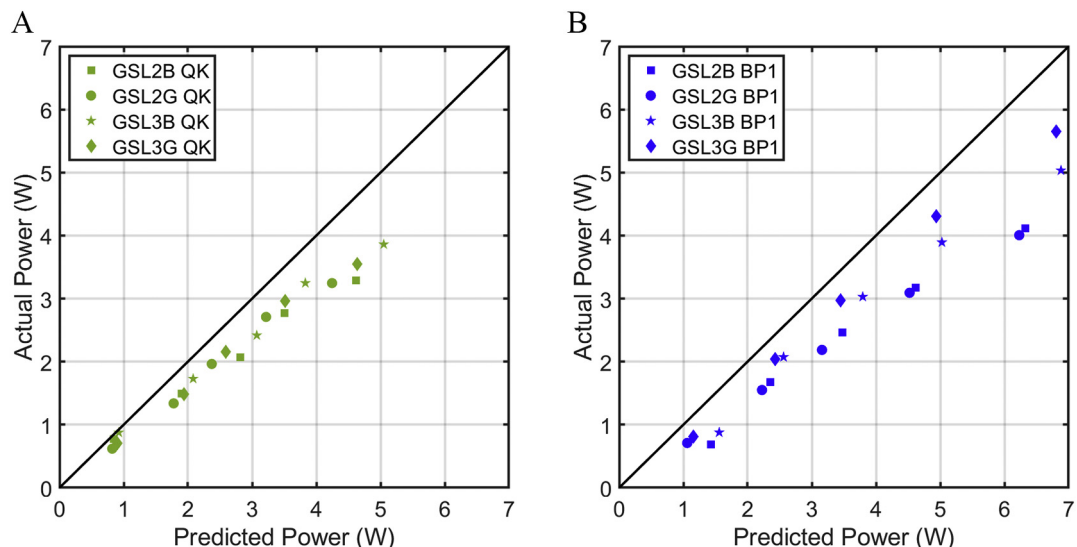 A
7
6
5
4
3
2
1
0
Actual Power (W)
GSL2B QK
GSL2G QK
GSL3B QK
GSL3G QK
0 1 2 3 4 5 6 7
Predicted Power (W)
B
7
6
5
4
3
2
1
0
Actual Power (W)
GSL2B BP1
GSL2G BP1
GSL3B BP1
GSL3G BP1
0 1 2 3 4 5 6 7
Predicted Power (W)